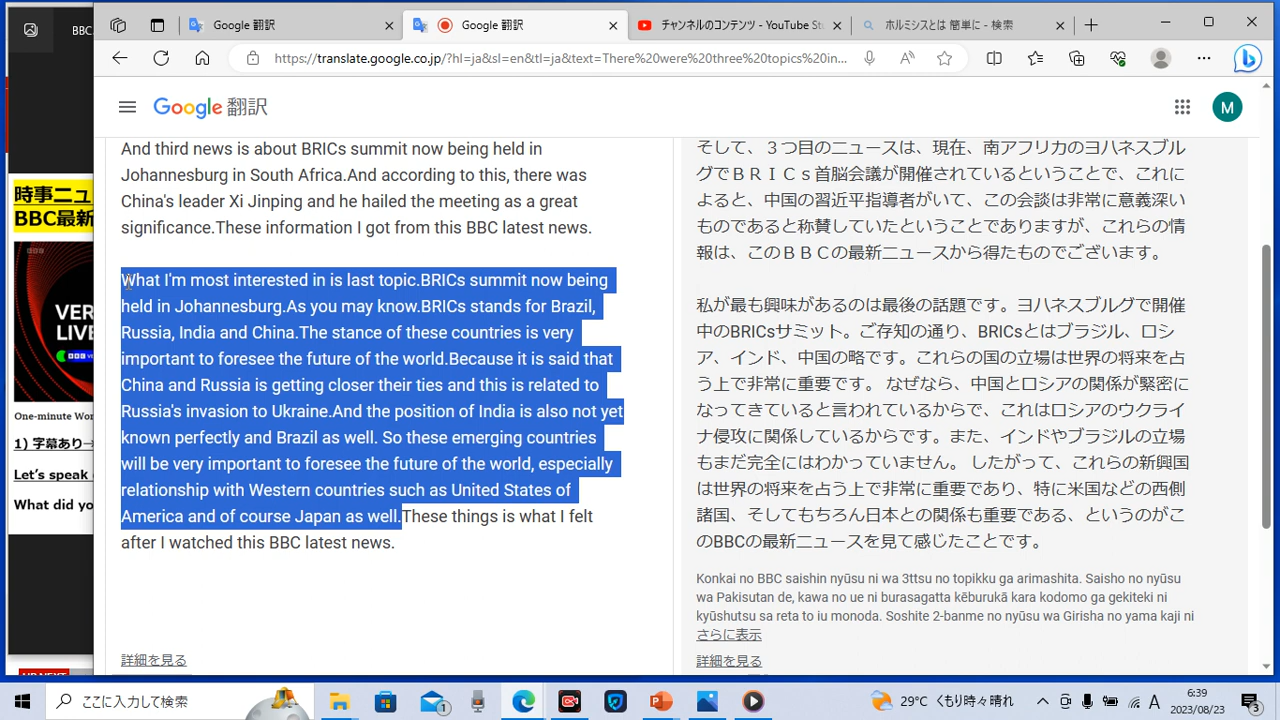 BBC
Google 翻訳
Google 翻訳
チャンネルのコンテンツ - YouTube St
ホルミシスとは 簡単に - 検索
https://translate.google.co.jp/?hl=ja&sl=en&tl=ja&text=There%20were%20three%20topics%20in...
Google 翻訳
M
And third news is about BRICs summit now being held in
Johannesburg in South Africa.And according to this, there was
China's leader Xi Jinping and he hailed the meeting as a great
significance.These information I got from this BBC latest news.
What I'm most interested in is last topic.BRICs summit now being
held in Johannesburg.As you may know.BRICs stands for Brazil,
Russia, India and China.The stance of these countries is very
important to foresee the future of the world.Because it is said that
China and Russia is getting closer their ties and this is related to
Russia's invasion to Ukraine.And the position of India is also not yet
known perfectly and Brazil as well. So these emerging countries
will be very important to foresee the future of the world, especially
relationship with Western countries such as United States of
America and of course Japan as well.These things is what I felt
after I watched this BBC latest news.
詳細を見る
そして、３つ目のニュースは、現在、南アフリカのヨハネスブル
グでＢＲＩＣｓ首脳会議が開催されているということで、これに
よると、中国の習近平指導者がいて、この会談は非常に意義深い
ものであると称賛していたということでありますが、これらの情
報は、このＢＢＣの最新ニュースから得たものでございます。
私が最も興味があるのは最後の話題です。ヨハネスブルグで開催
中のBRICsサミット。ご存知の通り、BRICsとはブラジル、ロシ
ア、インド、中国の略です。これらの国の立場は世界の将来を占
う上で非常に重要です。 なぜなら、中国とロシアの関係が緊密に
なってきていると言われているからで、これはロシアのウクライ
ナ侵攻に関係しているからです。また、インドやブラジルの立場
もまだ完全にはわかっていません。 したがって、これらの新興国
は世界の将来を占う上で非常に重要であり、特に米国などの西側
諸国、そしてもちろん日本との関係も重要である、というのがこ
のBBCの最新ニュースを見て感じたことです。
Konkai no BBC saishin nyūsu ni wa 3ttsu no topikku ga arimashita. Saisho no nyūsu
wa Pakisutan de, kawa no ue ni burasagatta kēburukā kara kodomo ga gekiteki ni
kyūshutsu sa reta to iu monoda. Soshite 2-banme no nyūsu wa Girisha no yama kaji ni
さらに表示
詳細を見る
時事ニュ
BBC最新
VER
LIVE
One-minute Wor
1) 字幕あり→
Let's speak
What did you
UP NEXT
ここに入力して検索
1
29°C くもり時々晴れ
A
6:39
2023/08/23
3